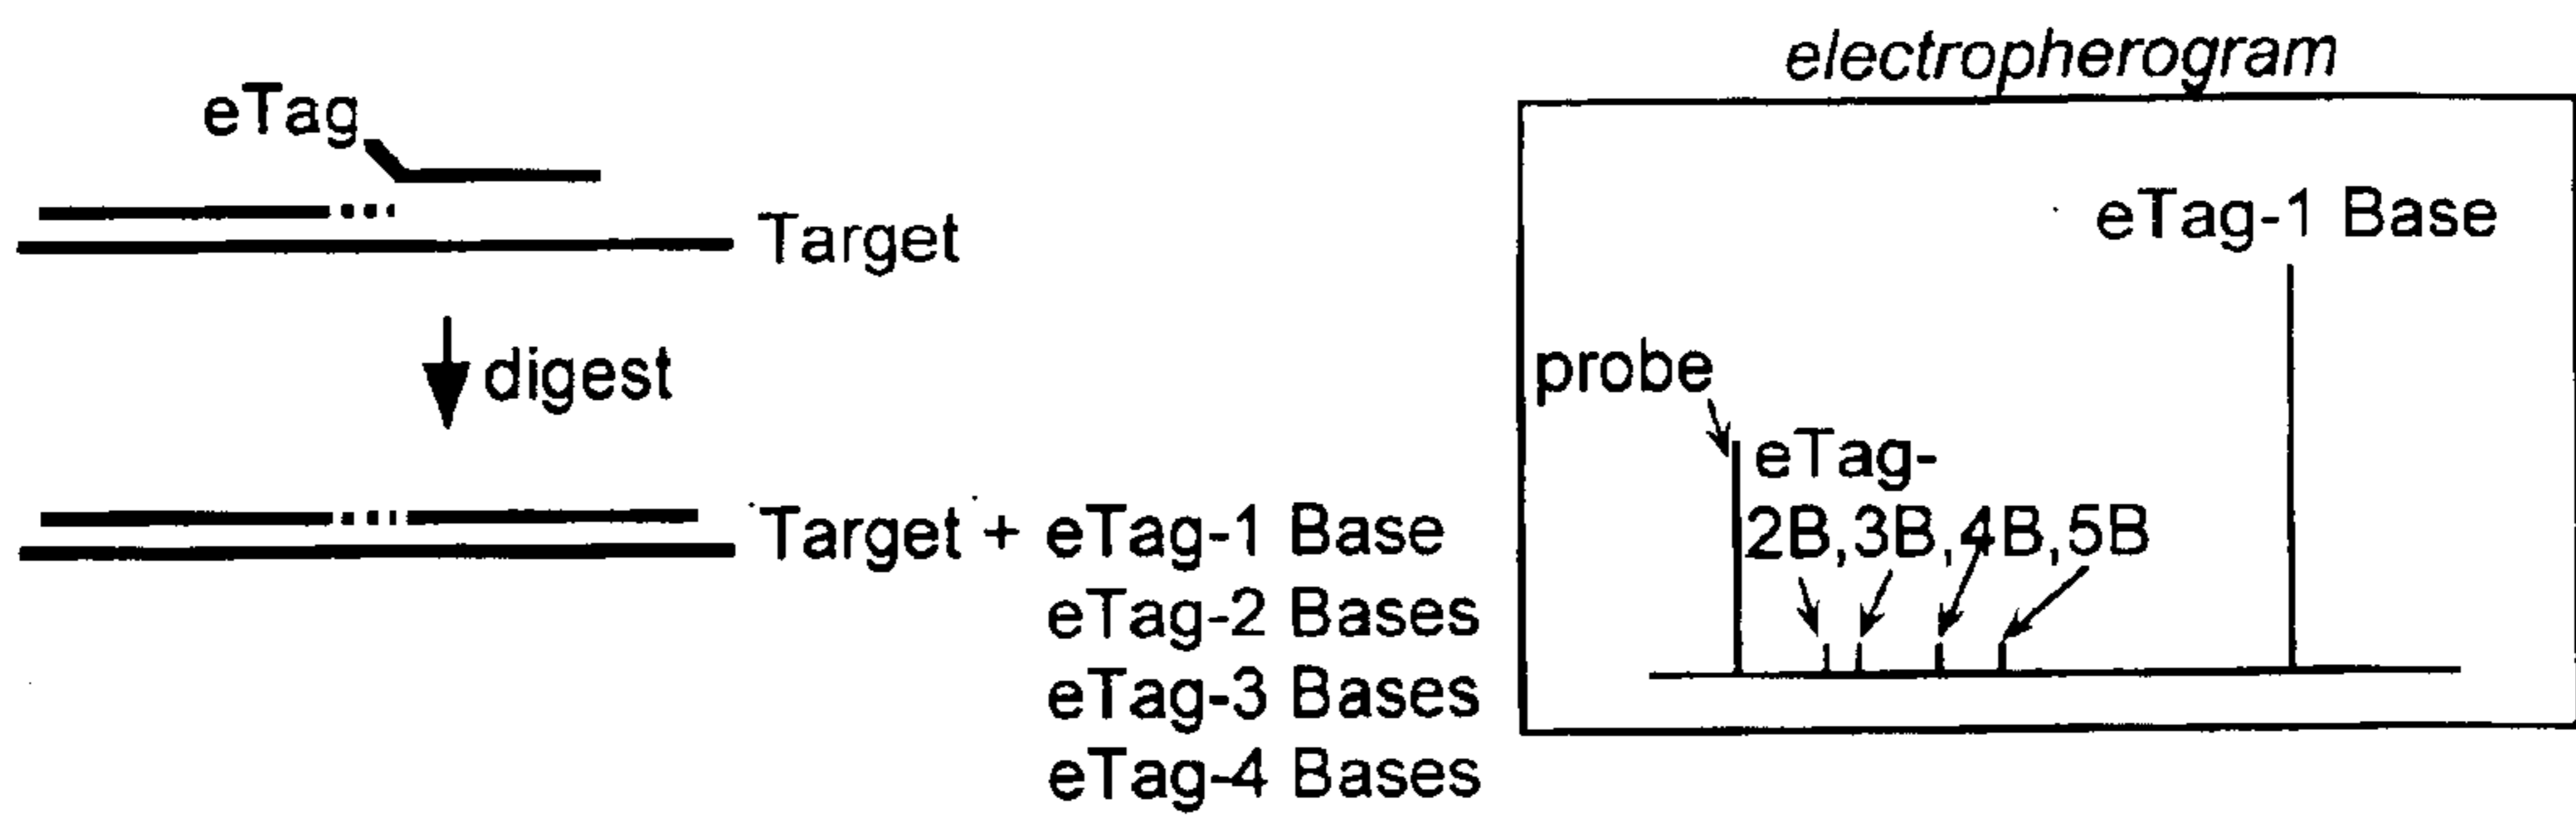 eTag
Target
digest
Target + eTag-1 Base
eTag-2 Bases
eTag-3 Bases
eTag-4 Bases
electropherogram
eTag-1 Base
probe
eTag-
2B,3B,4B,5B